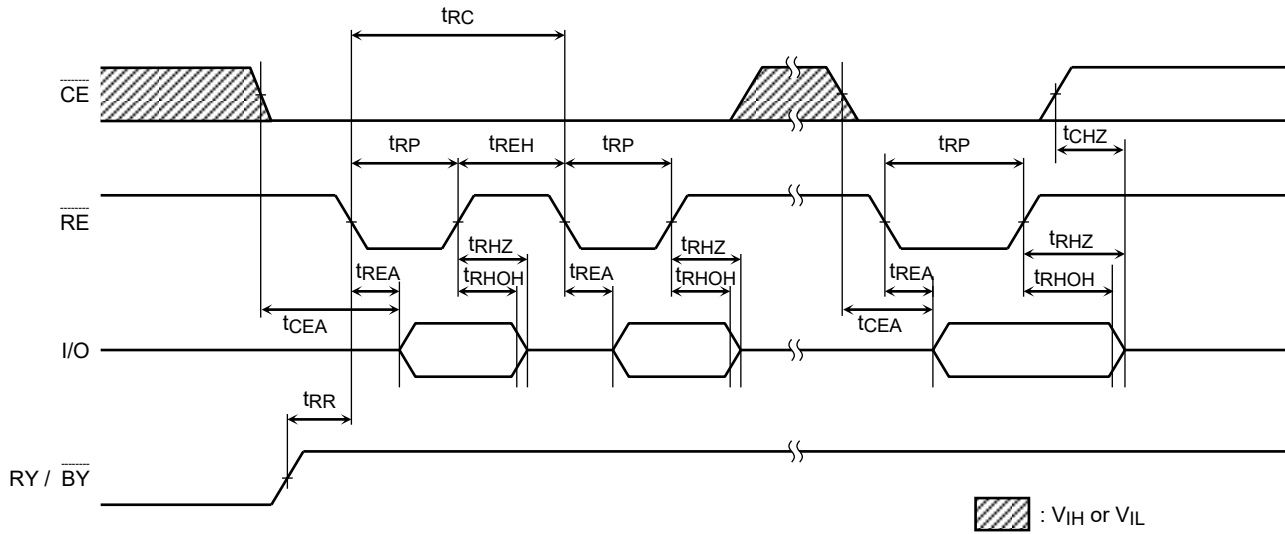 tRC
CE
tCHZ
tRP
tREH
tRP
tRP
RE
tRHZ
tRHZ
tRHZ
tREA
tREA
tREA
tRHOH
tRHOH
tRHOH
tCEA
tCEA
I/O
tRR
RY / BY
: VIH or VIL